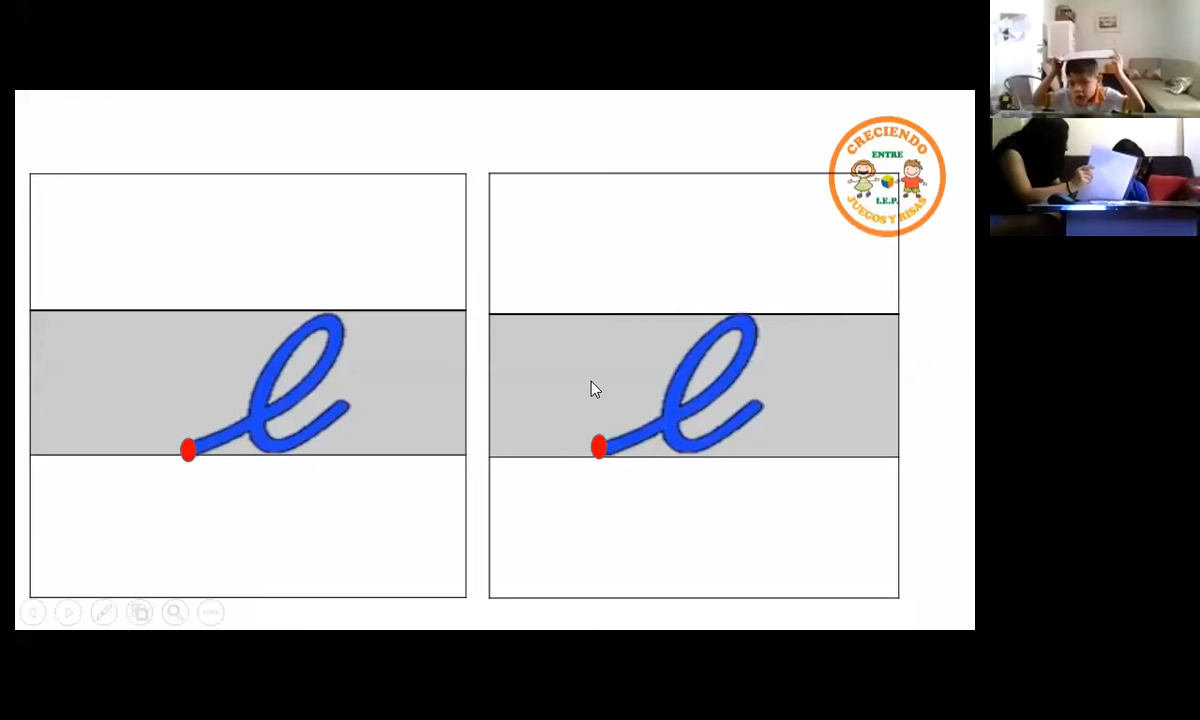 CRECIENDO
ENTRE
I.E.P.
JUEGOS Y RISAS
e
e